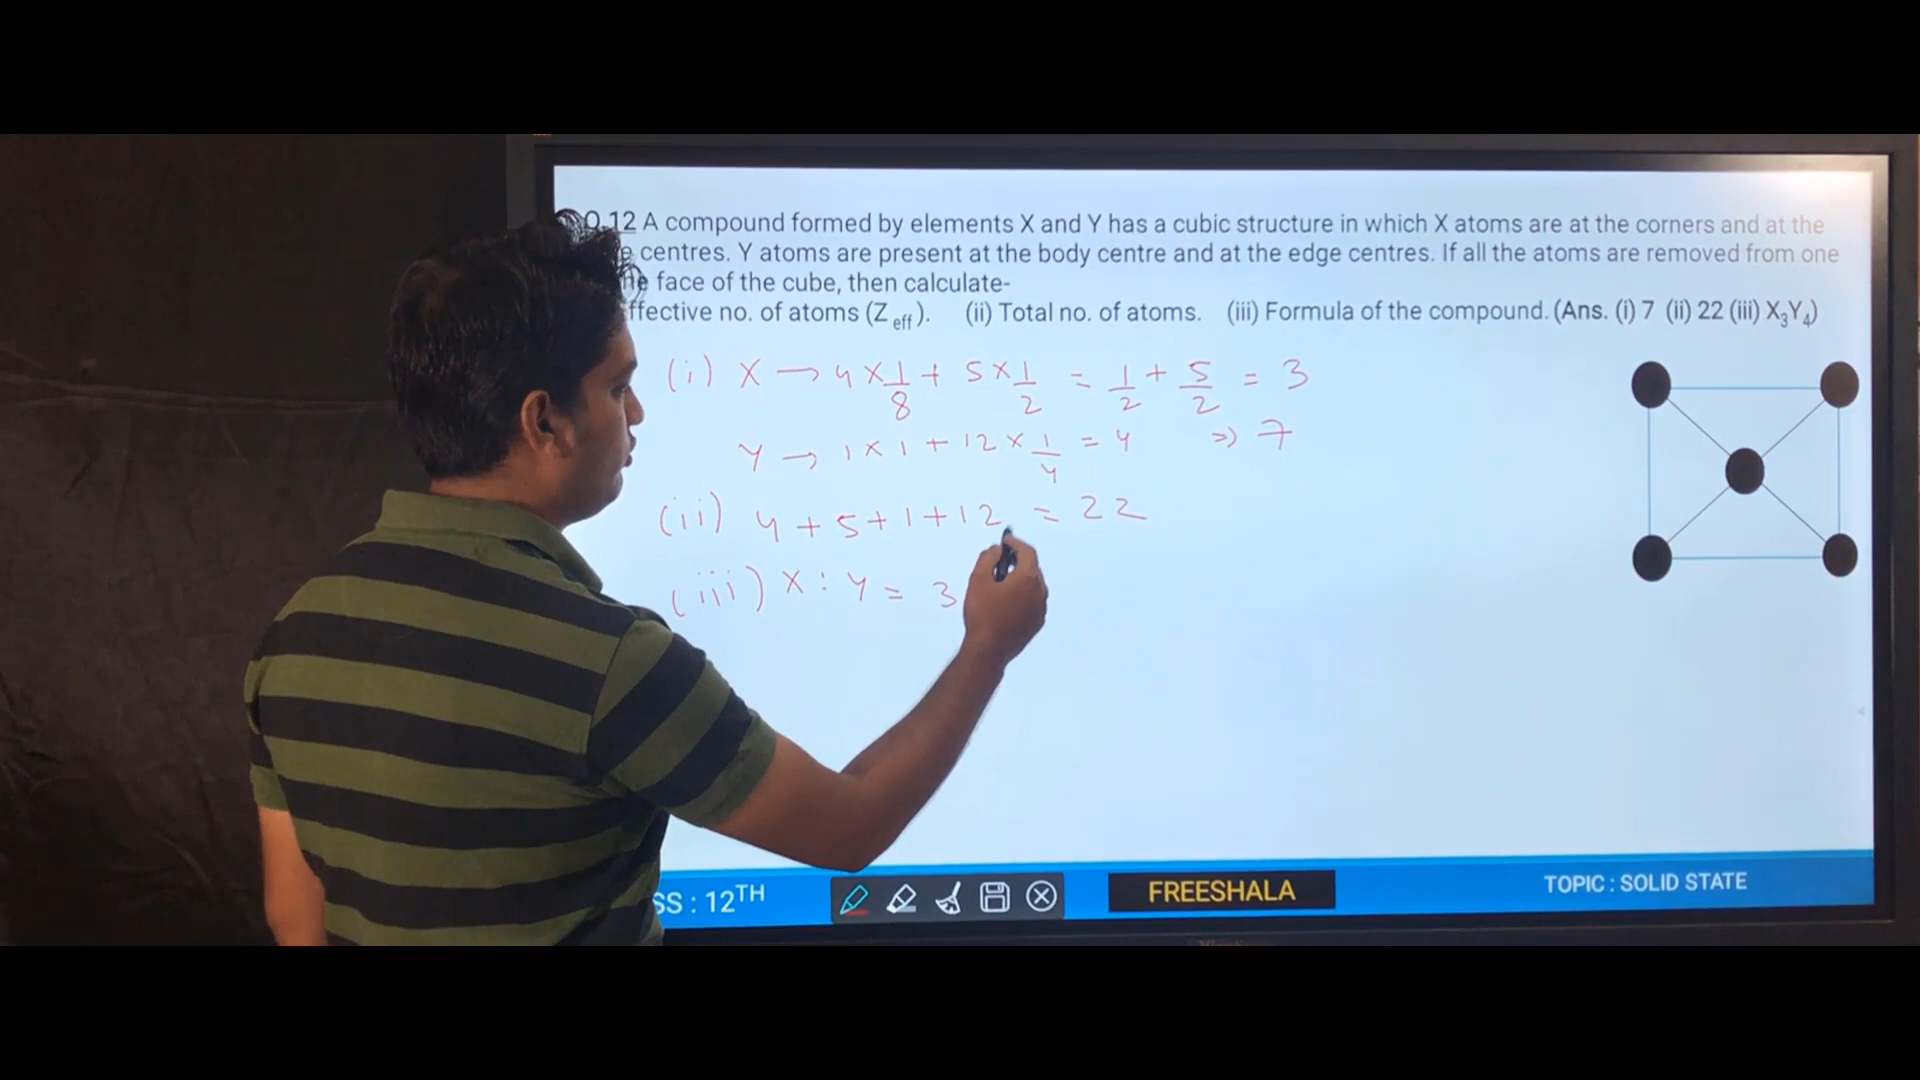 Q.12 A compound formed by elements X and Y has a cubic structure in which X atoms are at the corners and at the
centres. Y atoms are present at the body centre and at the edge centres. If all the atoms are removed from one
face of the cube, then calculate-
ffective no. of atoms (Z eff). (ii) Total no. of atoms. (iii) Formula of the compound. (Ans. (i) 7 (ii) 22 (iii) X3Y4)
(i) X → 4 × 1/8 + 5 × 1/2 = 1/2 + 5/2 = 3
Y → 1 × 1 + 12 × 1/4 = 4 ⇒ 7
(ii) 4 + 5 + 1 + 12 = 22
(iii) X : Y = 3
SS : 12TH
FREESHALA
TOPIC : SOLID STATE